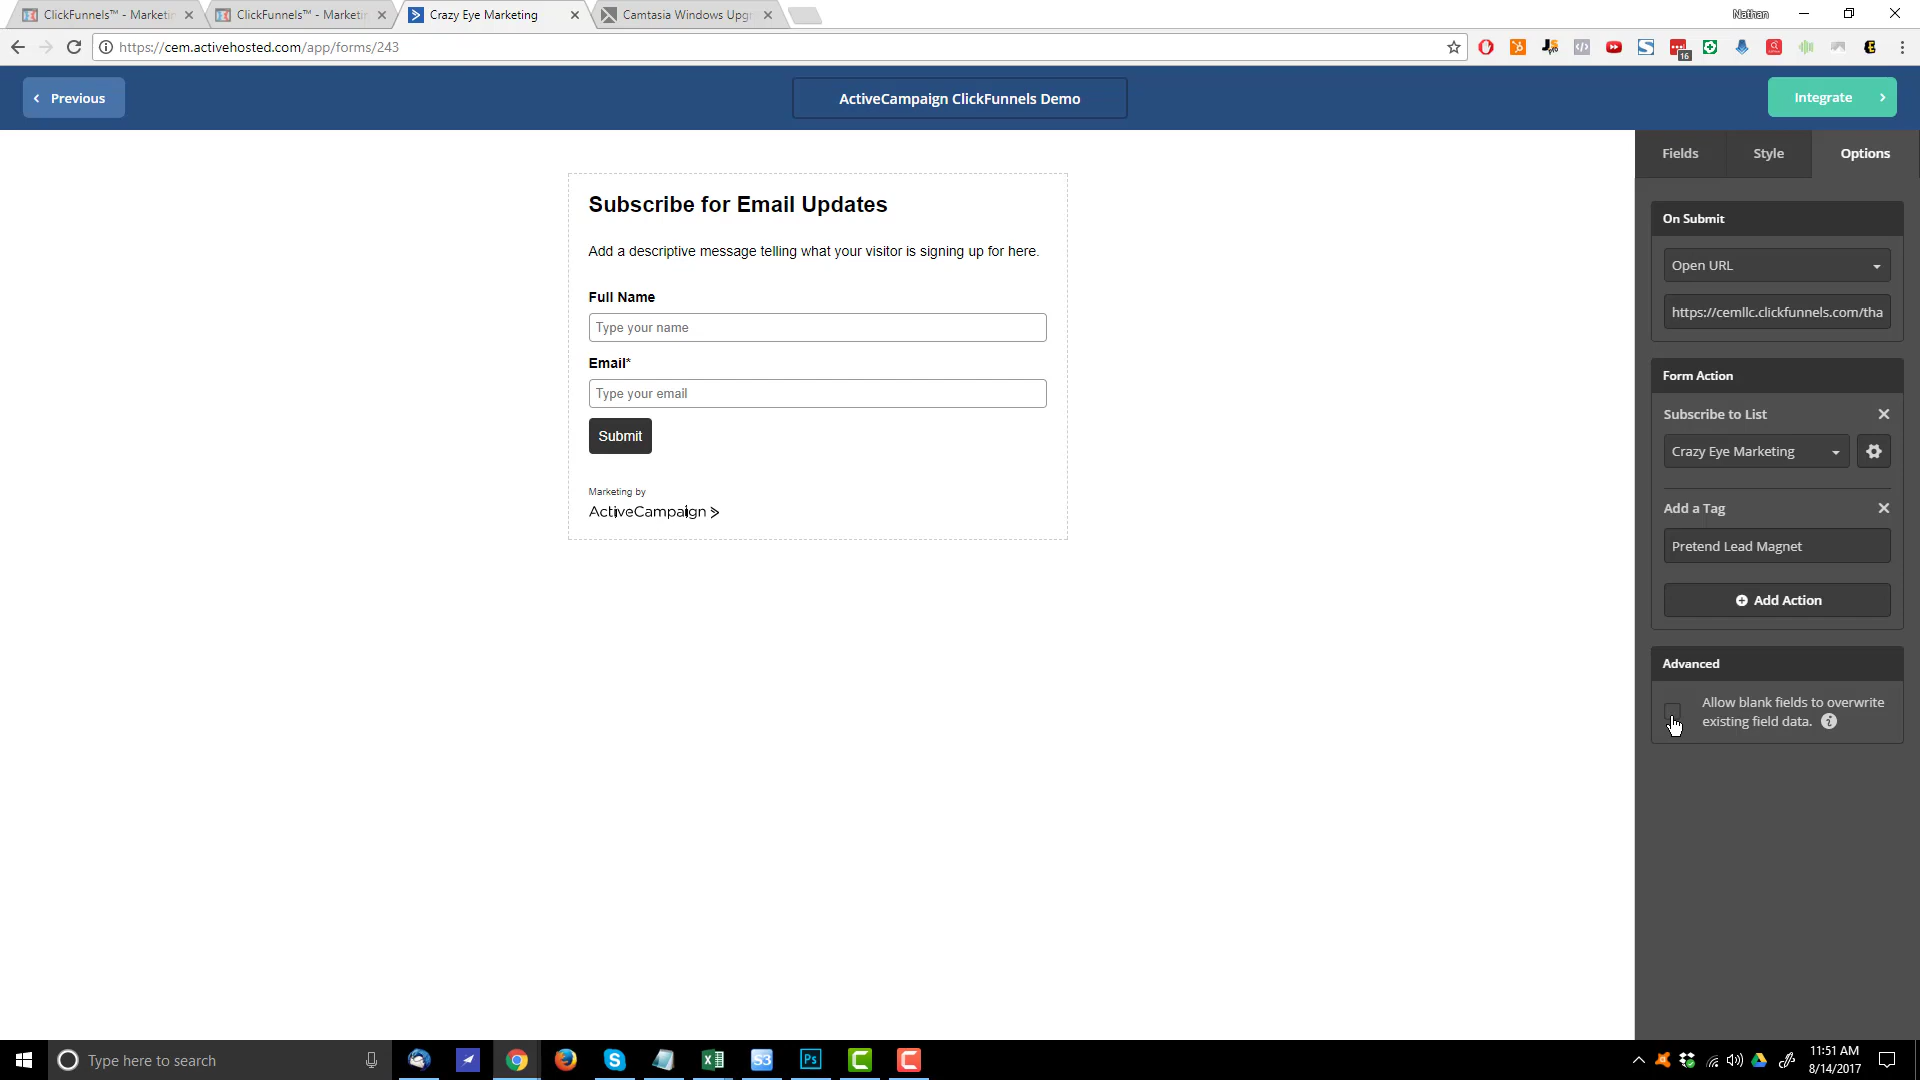 ClickFunnels™ - Marketin
ClickFunnels™ - Marketin
Crazy Eye Marketing
Camtasia Windows Upgr
Nathan
https://cem.activehosted.com/app/forms/243
16
Previous
ActiveCampaign ClickFunnels Demo
Integrate
Fields
Style
Options
Subscribe for Email Updates
Add a descriptive message telling what your visitor is signing up for here.
Full Name
Type your name
Email*
Type your email
Submit
Marketing by
ActiveCampaign >
On Submit
Open URL
https://cemllc.clickfunnels.com/tha
Form Action
Subscribe to List
Crazy Eye Marketing
Add a Tag
Pretend Lead Magnet
Add Action
Advanced
Allow blank fields to overwrite
existing field data.
Type here to search
S3
Ps
11:51 AM
8/14/2017